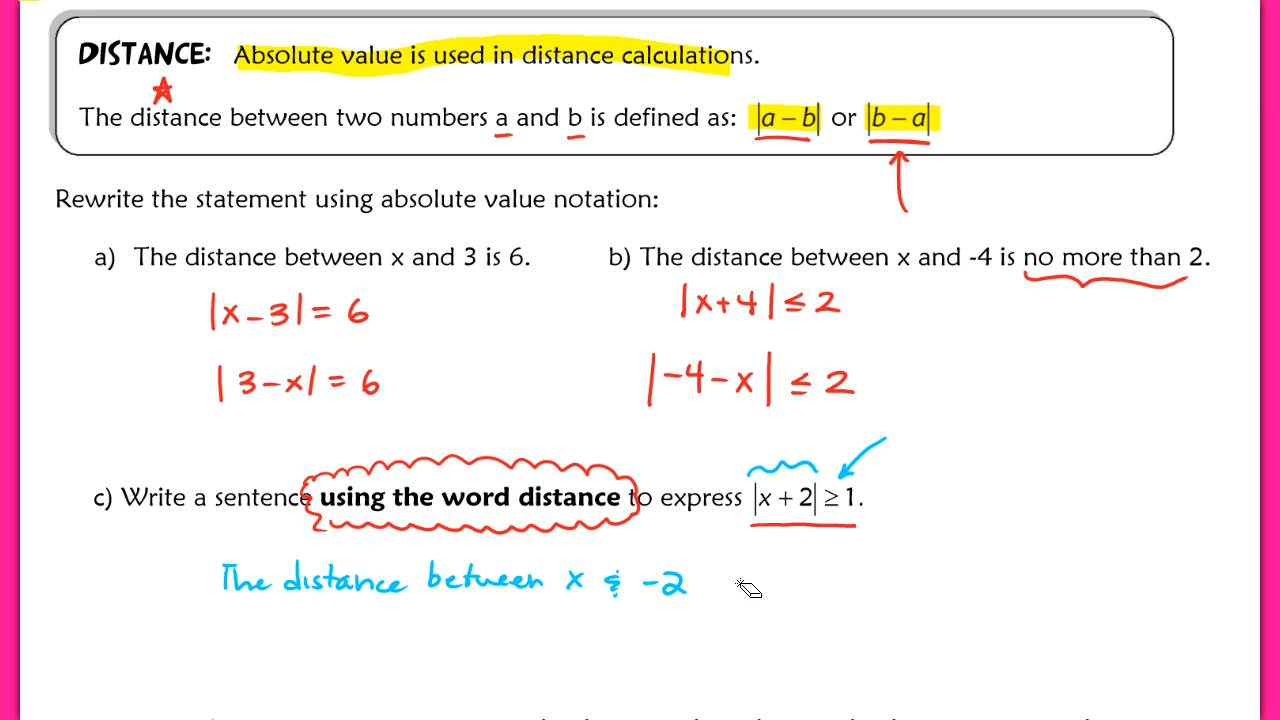 DISTANCE: Absolute value is used in distance calculations.
The distance between two numbers a and b is defined as: |a – b| or |b – a|
Rewrite the statement using absolute value notation:
a) The distance between x and 3 is 6. b) The distance between x and -4 is no more than 2.
|x-3| = 6 |x+4| ≤ 2
|3-x| = 6 |-4-x| ≤ 2
c) Write a sentence using the word distance to express |x + 2| ≥ 1.
The distance between x & -2